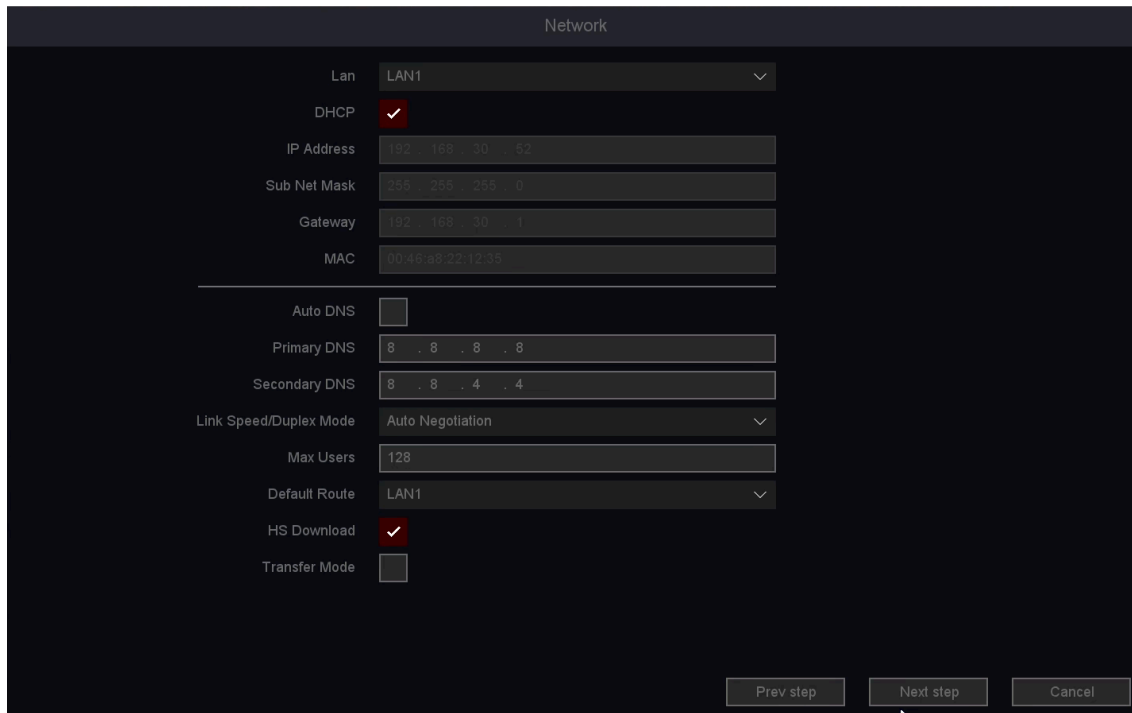 Network
Lan LAN1
DHCP
IP Address 192 . 168 . 30 . 52
Sub Net Mask 255 . 255 . 255 . 0
Gateway 192 . 168 . 30 . 1
MAC 00:46:a8:22:12:35
Auto DNS
Primary DNS 8 . 8 . 8 . 8
Secondary DNS 8 . 8 . 4 . 4
Link Speed/Duplex Mode Auto Negotiation
Max Users 128
Default Route LAN1
HS Download
Transfer Mode
Prev step Next step Cancel